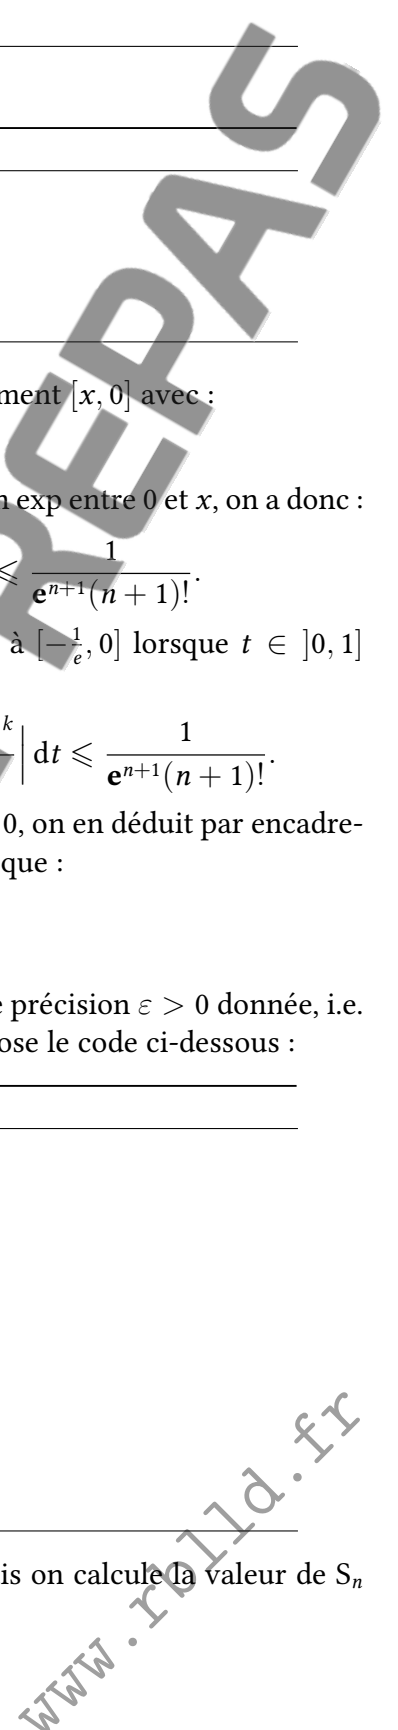 ment [x, 0] avec :
exp entre 0 et x, on a donc :
⩽ 1/(e^{n+1}(n + 1)!).
à [−1/e, 0] lorsque t ∈ ]0, 1]
k | dt ⩽ 1/(e^{n+1}(n + 1)!).
0, on en déduit par encadre-
que :
précision ε > 0 donnée, i.e.
ose le code ci-dessous :
is on calcule la valeur de S_n
REPAS
www.rblld.fr